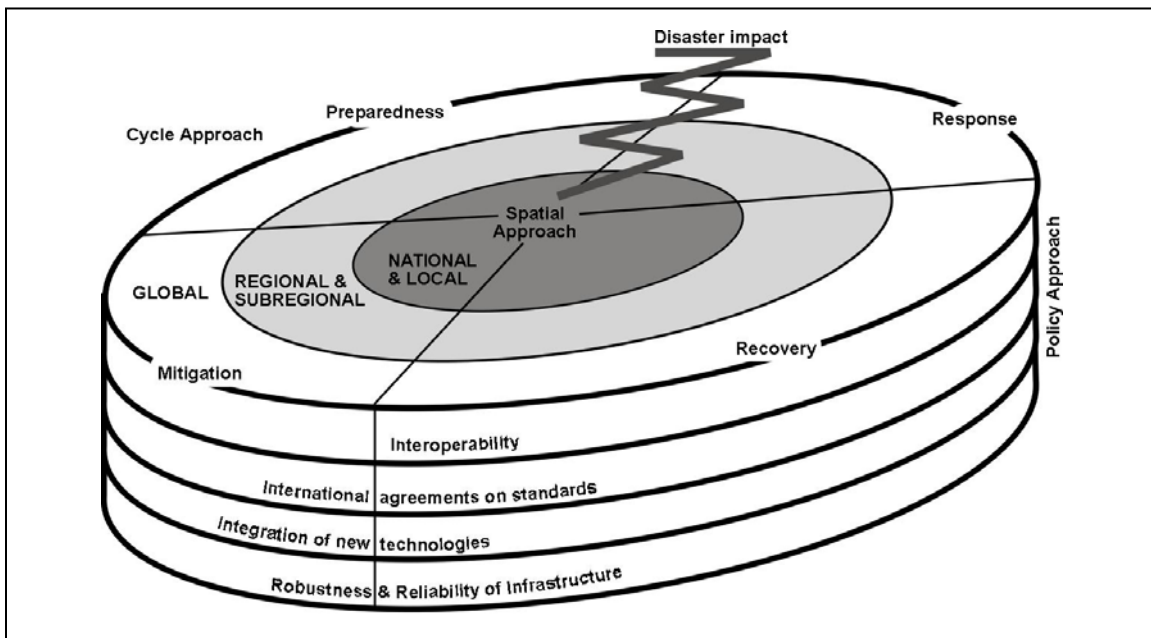 Disaster impact
Preparedness
Cycle Approach
Response
Spatial
Approach
NATIONAL
& LOCAL
REGIONAL &
SUBREGIONAL
GLOBAL
Policy Approach
Recovery
Mitigation
Interoperability
International agreements on standards
Integration of new technologies
Robustness & Reliability of Infrastructure